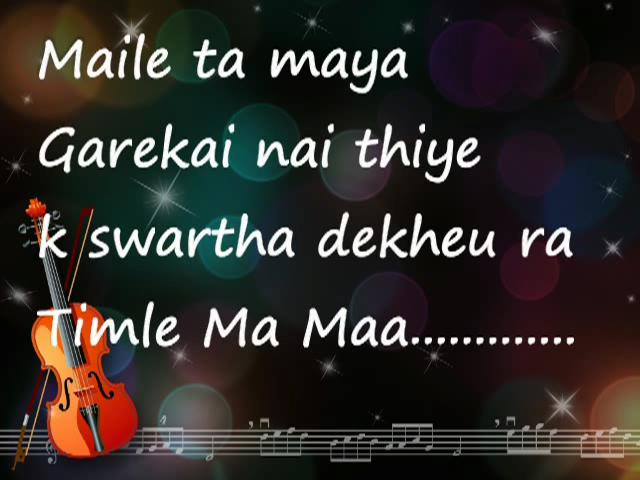 Maile ta maya
Garekai nai thiye
k swartha dekheu ra
Timle Ma Maa.............